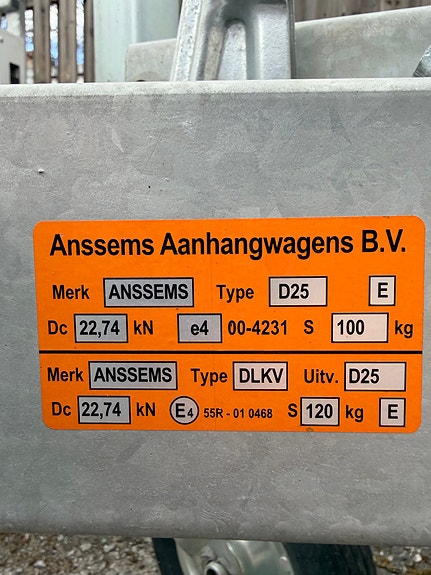 Anssems Aanhangwagens B.V.
Merk ANSSEMS Type D25 E
Dc 22,74 kN e4 00-4231 S 100 kg
Merk ANSSEMS Type DLKV Uitv. D25
Dc 22,74 kN E4 55R - 01 0468 S 120 kg E